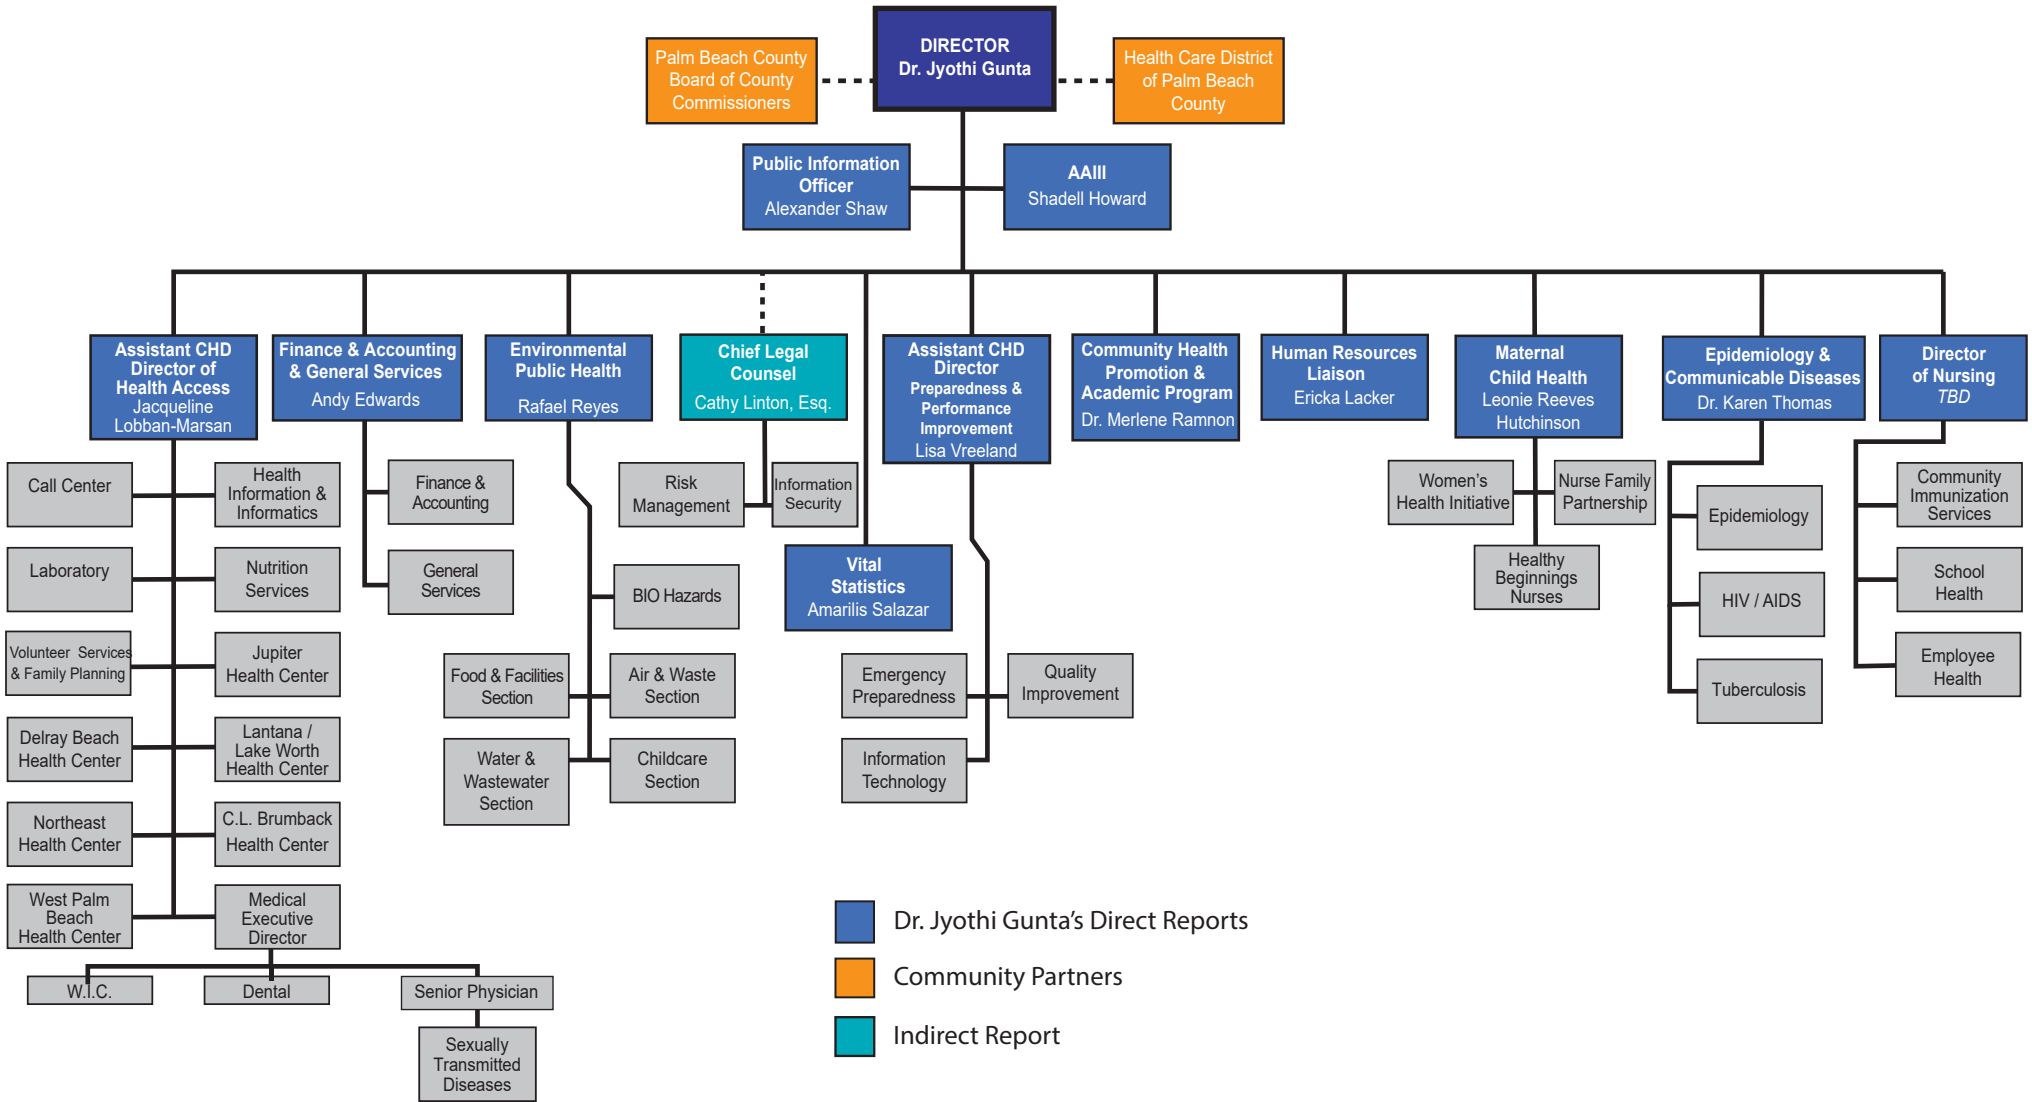 DIRECTOR
Dr. Jyothi Gunta
Palm Beach County
Board of County
Commissioners
Health Care District
of Palm Beach
County
Public Information
Officer
Alexander Shaw
AAIII
Shadell Howard
Assistant CHD
Director of
Health Access
Jacqueline
Lobban-Marsan
Finance & Accounting
& General Services
Andy Edwards
Environmental
Public Health
Rafael Reyes
Chief Legal
Counsel
Cathy Linton, Esq.
Assistant CHD
Director
Preparedness &
Performance
Improvement
Lisa Vreeland
Community Health
Promotion &
Academic Program
Dr. Merlene Ramnon
Human Resources
Liaison
Ericka Lacker
Maternal
Child Health
Leonie Reeves
Hutchinson
Epidemiology &
Communicable Diseases
Dr. Karen Thomas
Director
of Nursing
TBD
Call Center
Health
Information &
Informatics
Laboratory
Nutrition
Services
Volunteer Services
& Family Planning
Jupiter
Health Center
Delray Beach
Health Center
Lantana /
Lake Worth
Health Center
Northeast
Health Center
C.L. Brumback
Health Center
West Palm
Beach
Health Center
Medical
Executive
Director
W.I.C.
Dental
Senior Physician
Sexually
Transmitted
Diseases
Finance &
Accounting
General
Services
BIO Hazards
Food & Facilities
Section
Air & Waste
Section
Water &
Wastewater
Section
Childcare
Section
Risk
Management
Information
Security
Vital
Statistics
Amarilis Salazar
Emergency
Preparedness
Quality
Improvement
Information
Technology
Women's
Health Initiative
Nurse Family
Partnership
Healthy
Beginnings
Nurses
Epidemiology
HIV / AIDS
Tuberculosis
Community
Immunization
Services
School
Health
Employee
Health
Dr. Jyothi Gunta's Direct Reports
Community Partners
Indirect Report